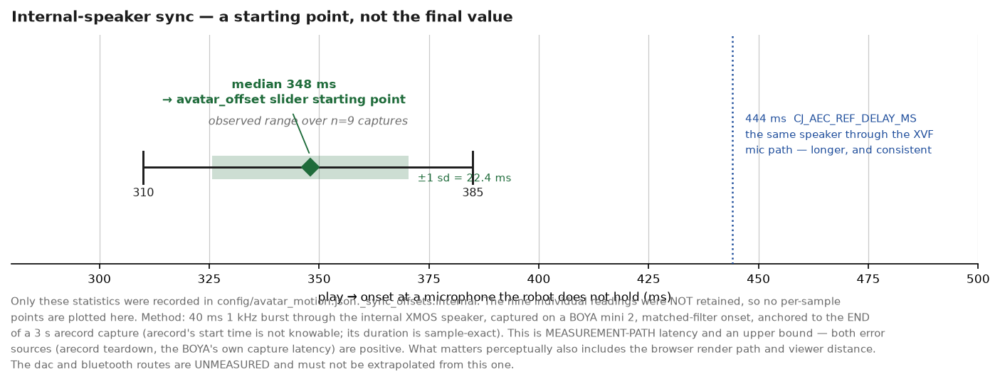 Internal-speaker sync — a starting point, not the final value
median 348 ms
→ avatar_offset slider starting point
observed range over n=9 captures
444 ms  CJ_AEC_REF_DELAY_MS
the same speaker through the XVF
mic path — longer, and consistent
±1 sd = 22.4 ms
310
385
300 325 350 375 400 425 450 475 500
play → onset at a microphone the robot does not hold (ms)
Only these statistics were recorded in config/avatar_motion.json._sync_offsets.internal. The nine individual readings were NOT retained, so no per-sample
points are plotted here. Method: 40 ms 1 kHz burst through the internal XMOS speaker, captured on a BOYA mini 2, matched-filter onset, anchored to the END
of a 3 s arecord capture (arecord's start time is not knowable; its duration is sample-exact). This is MEASUREMENT-PATH latency and an upper bound — both error
sources (arecord teardown, the BOYA's own capture latency) are positive. What matters perceptually also includes the browser render path and viewer distance.
The dac and bluetooth routes are UNMEASURED and must not be extrapolated from this one.